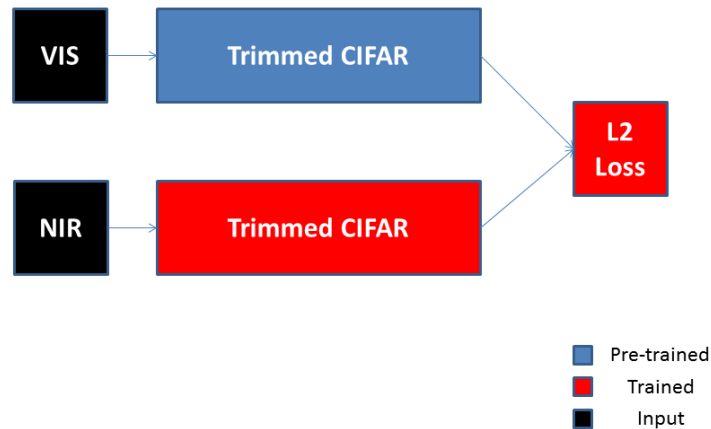 VIS
Trimmed CIFAR
L2
Loss
NIR
Trimmed CIFAR
Pre-trained
Trained
Input